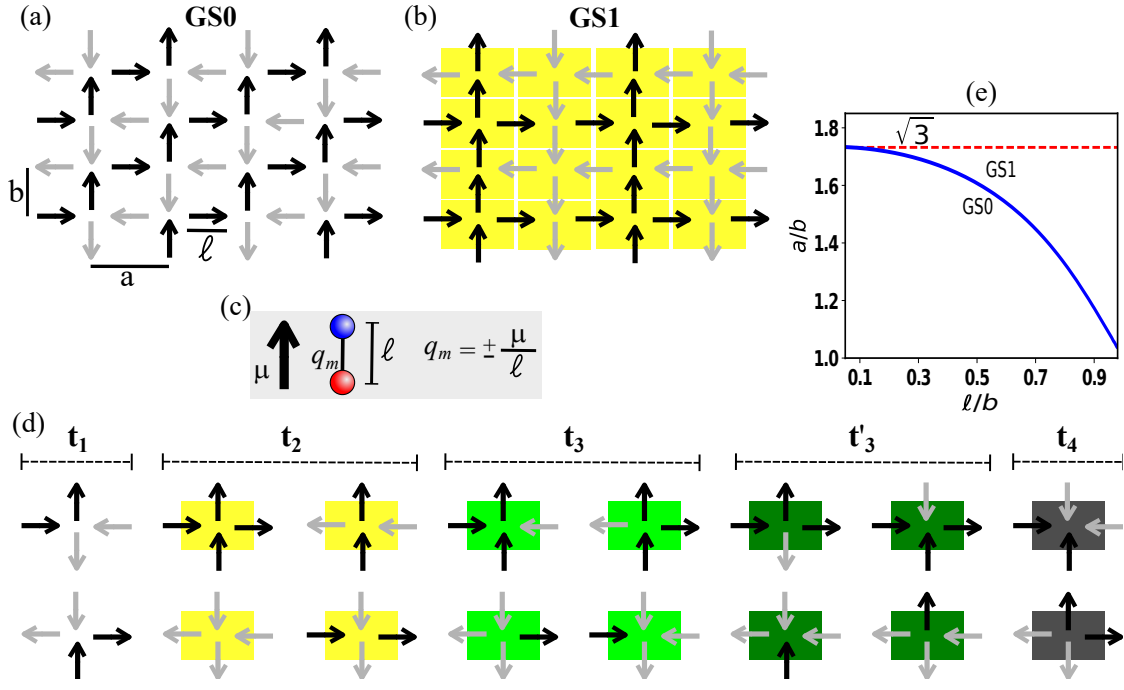 (a) GS0
b
ℓ
a
(b) GS1
(c)
μ
q_m
ℓ
q_m = ± μ/ℓ
(e)
a/b
1.8
1.6
1.4
1.2
1.0
√3
GS1
GS0
0.1 0.3 0.5 0.7 0.9
ℓ/b
(d)
t₁ t₂ t₃ t'₃ t₄